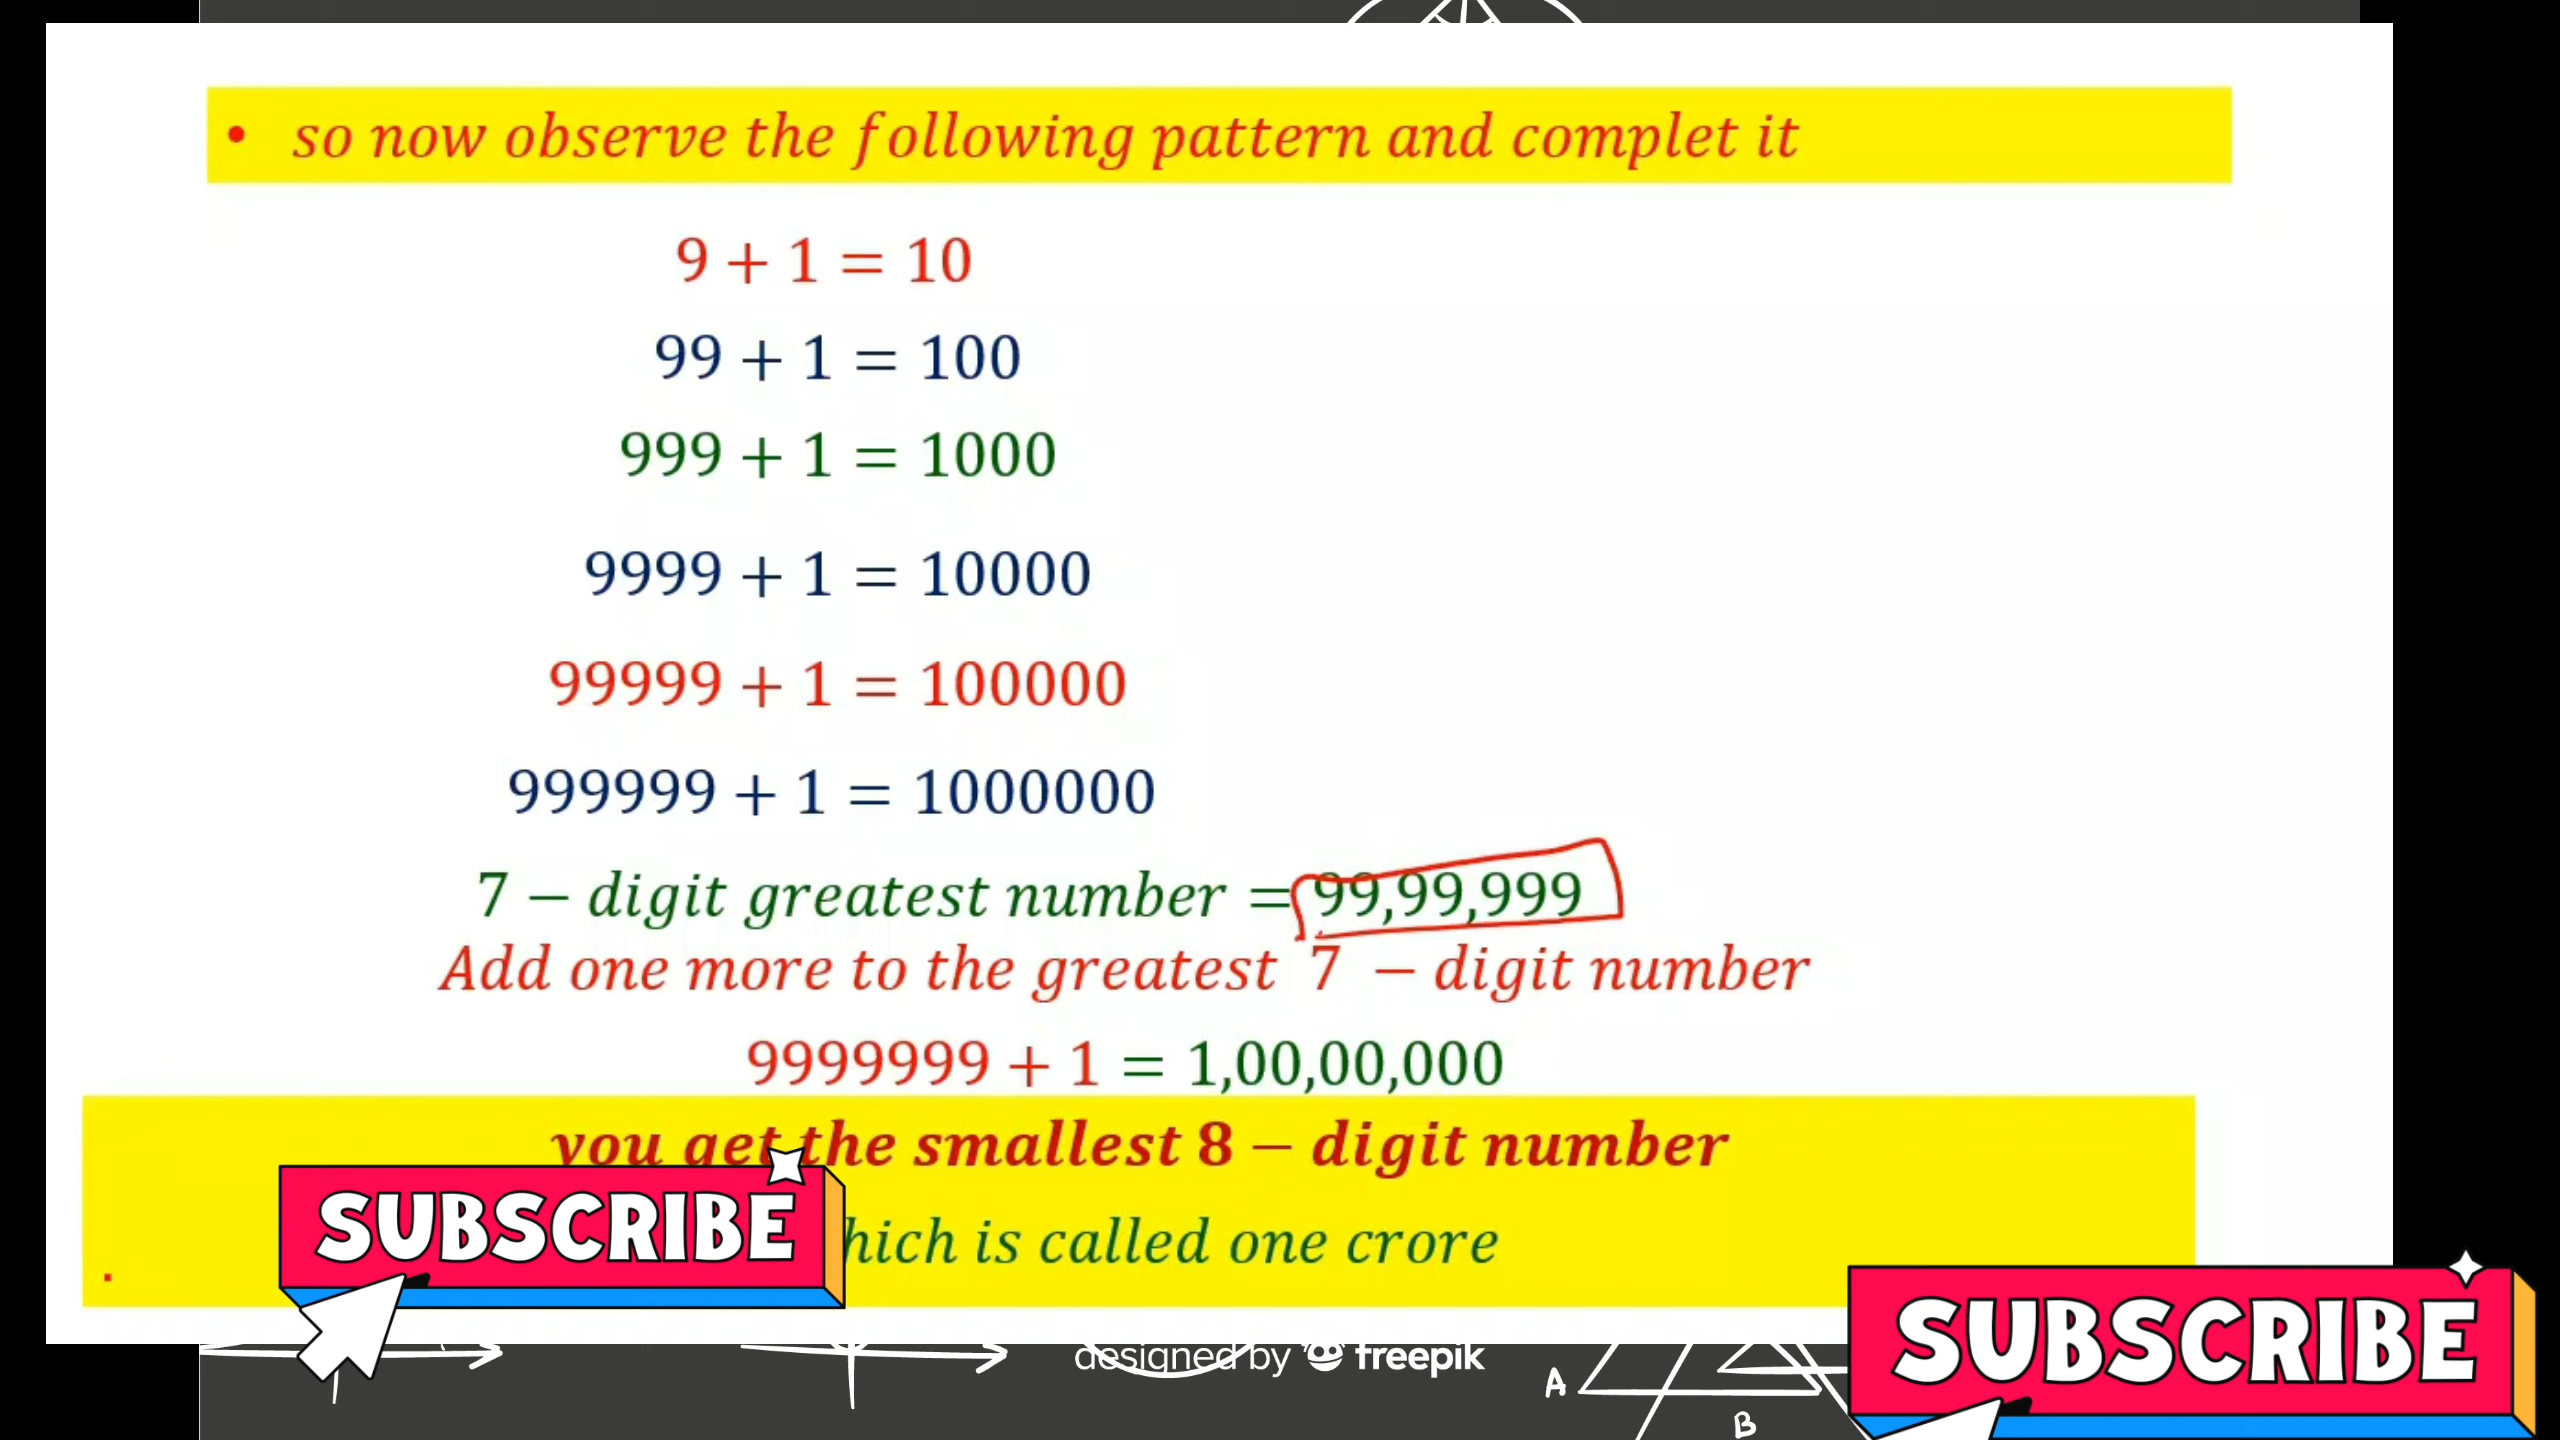 • so now observe the following pattern and complet it
9 + 1 = 10
99 + 1 = 100
999 + 1 = 1000
9999 + 1 = 10000
99999 + 1 = 100000
999999 + 1 = 1000000
7 − digit greatest number = 99,99,999
Add one more to the greatest 7 − digit number
9999999 + 1 = 1,00,00,000
you get the smallest 8 − digit number
is called one crore
SUBSCRIBE
SUBSCRIBE
designed by freepik
A
B